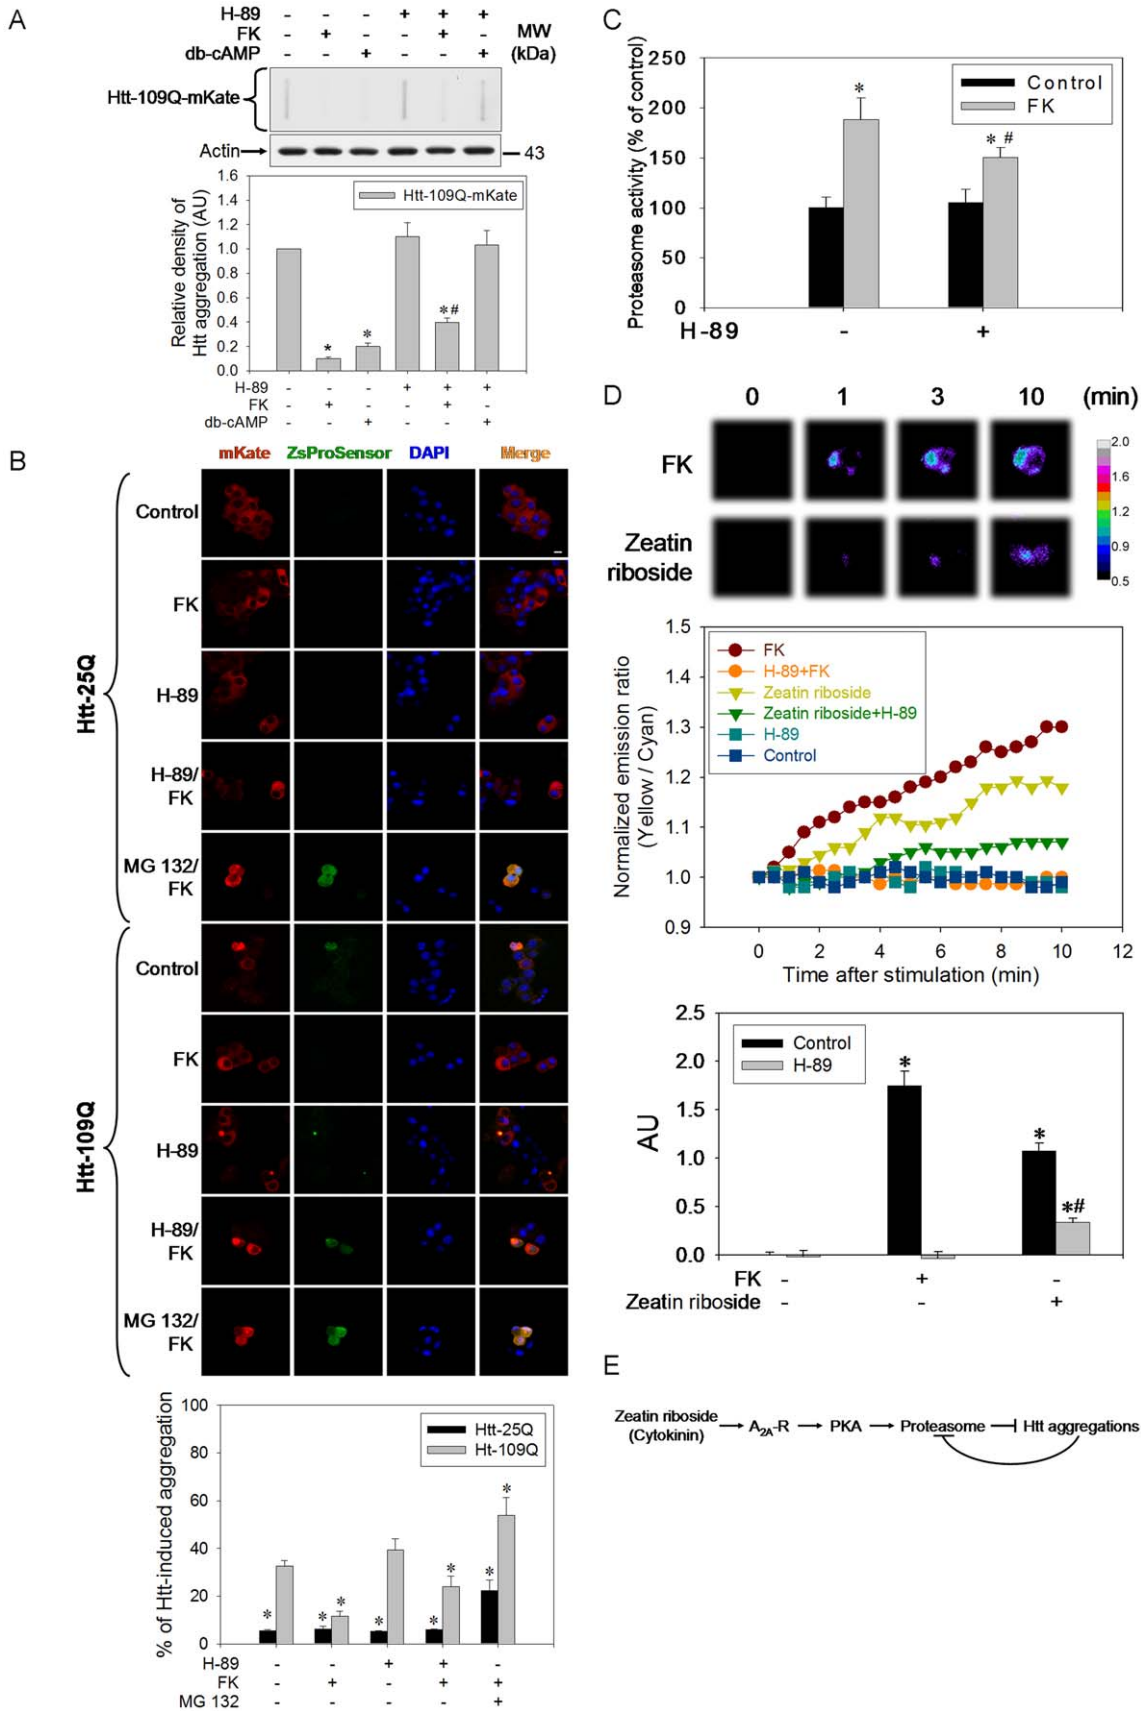 A
H-89 - - - + + +
FK - + - - + -
db-cAMP - - + - - +
MW
(kDa)
Htt-109Q-mKate
Actin
43
Relative density of
Htt aggregation (AU)
1.6
1.4
1.2
1.0
0.8
0.6
0.4
0.2
0.0
Htt-109Q-mKate
*
*
*#
H-89 - - - + + +
FK - + - - + -
db-cAMP - - + - - +
B
mKate ZsProSensor DAPI Merge
Htt-25Q
Control
FK
H-89
H-89/
FK
MG 132/
FK
Htt-109Q
Control
FK
H-89
H-89/
FK
MG 132/
FK
% of Htt-induced aggregation
100
80
60
40
20
0
Htt-25Q
Ht-109Q
* * * * * * * *
H-89 - - + + -
FK - + - + +
MG 132 - - - - +
C
Proteasome activity (% of control)
250
200
150
100
50
0
Control
FK
*
* #
H-89 - +
D
0 1 3 10 (min)
FK
Zeatin
riboside
2.0
1.6
1.2
0.9
0.5
Normalized emission ratio
(Yellow / Cyan)
1.5
1.4
1.3
1.2
1.1
1.0
0.9
FK
H-89+FK
Zeatin riboside
Zeatin riboside+H-89
H-89
Control
0 2 4 6 8 10 12
Time after stimulation (min)
AU
2.5
2.0
1.5
1.0
0.5
0.0
Control
H-89
*
*
*#
FK - + -
Zeatin riboside - - +
E
Zeatin riboside
(Cytokinin)
A2A-R
PKA
Proteasome
Htt aggregations